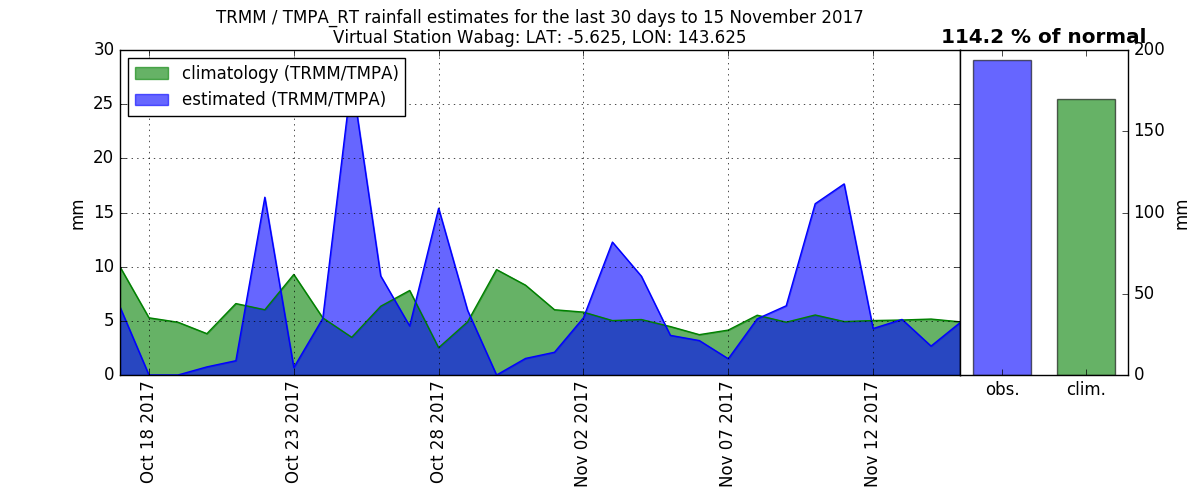 TRMM / TMPA_RT rainfall estimates for the last 30 days to 15 November 2017
Virtual Station Wabag: LAT: -5.625, LON: 143.625
114.2 % of normal
climatology (TRMM/TMPA)
estimated (TRMM/TMPA)
30
25
20
15
10
5
0
mm
200
150
100
50
0
mm
obs.
clim.
Oct 18 2017
Oct 23 2017
Oct 28 2017
Nov 02 2017
Nov 07 2017
Nov 12 2017